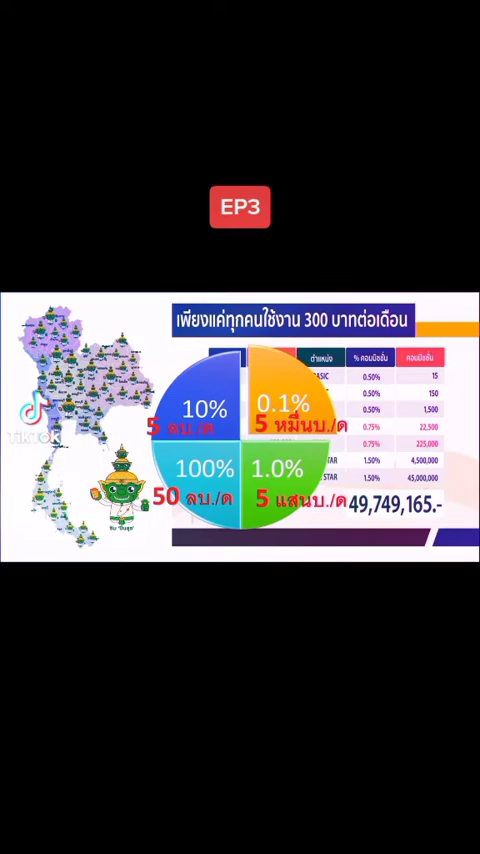 EP3
เพียงแค่ทุกคนใช้งาน 300 บาทต่อเดือน
ตำแหน่ง % คอมมิชชั่น คอมมิชชั่น
BASIC 0.50% 15
0.50% 150
0.50% 1,500
0.75% 22,500
0.75% 225,000
STAR 1.50% 4,500,000
STAR 1.50% 45,000,000
49,749,165.-
10%
5 ลบ./ด
0.1%
5 หมื่นบ./ด
100%
50 ลบ./ด
1.0%
5 แสนบ./ด
TikTok